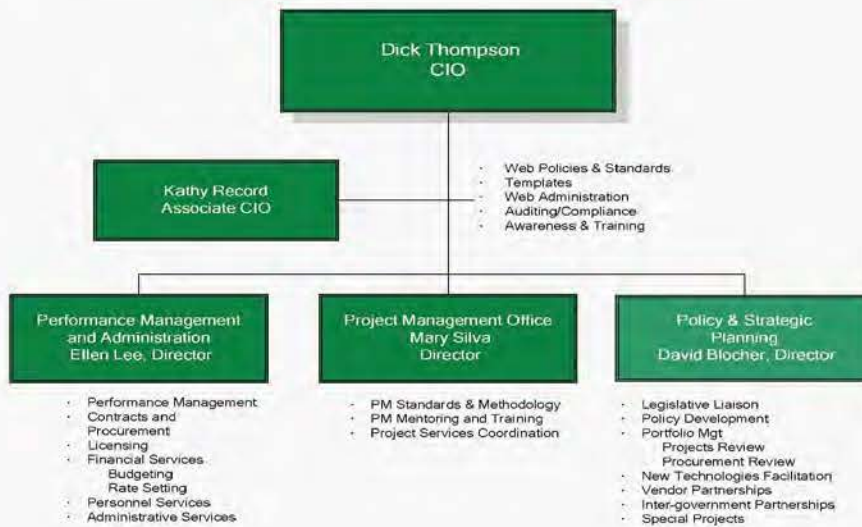 Dick Thompson
CIO
Kathy Record
Associate CIO
· Web Policies & Standards
· Templates
· Web Administration
· Auditing/Compliance
· Awareness & Training
Performance Management
and Administration
Ellen Lee, Director
· Performance Management
· Contracts and
Procurement
· Licensing
· Financial Services
Budgeting
Rate Setting
· Personnel Services
· Administrative Services
Project Management Office
Mary Silva
Director
· PM Standards & Methodology
· PM Mentoring and Training
· Project Services Coordination
Policy & Strategic
Planning
David Blocher, Director
· Legislative Liaison
· Policy Development
· Portfolio Mgt
Projects Review
Procurement Review
· New Technologies Facilitation
· Vendor Partnerships
· Inter-government Partnerships
· Special Projects